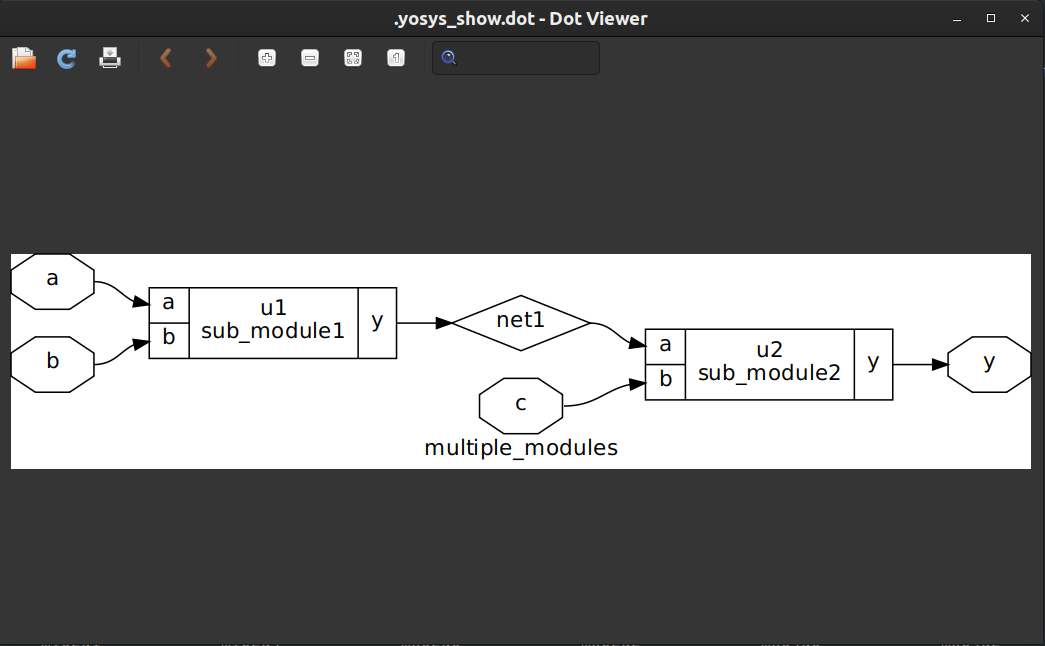 .yosys_show.dot - Dot Viewer
a
b
a
b
u1
sub_module1
y
net1
c
a
b
u2
sub_module2
y
y
multiple_modules